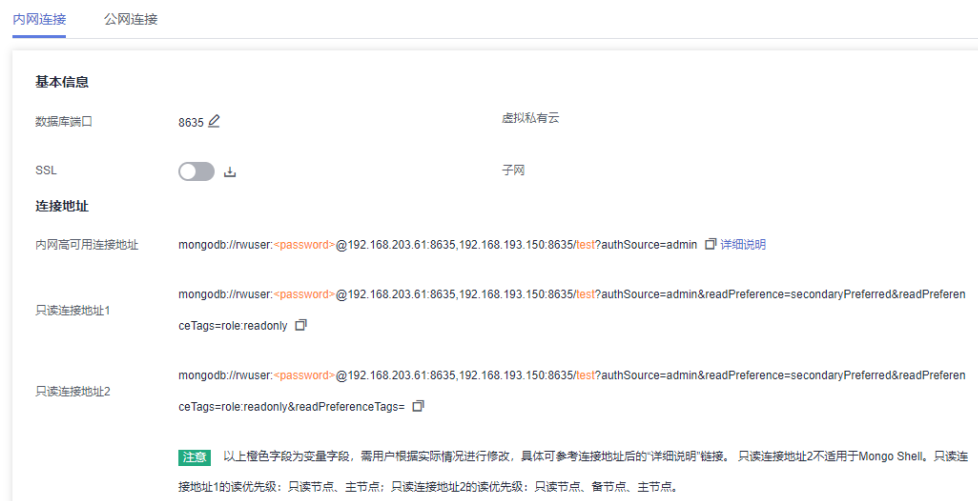 内网连接 公网连接
基本信息
数据库端口 8635 虚拟私有云
SSL 子网
连接地址
内网高可用连接地址 mongodb://rwuser:<password>@192.168.203.61:8635,192.168.193.150:8635/test?authSource=admin 详细说明
mongodb://rwuser:<password>@192.168.203.61:8635,192.168.193.150:8635/test?authSource=admin&readPreference=secondaryPreferred&readPreferen
只读连接地址1
ceTags=role:readonly
mongodb://rwuser:<password>@192.168.203.61:8635,192.168.193.150:8635/test?authSource=admin&readPreference=secondaryPreferred&readPreferen
只读连接地址2
ceTags=role:readonly&readPreferenceTags=
注意 以上橙色字段为变量字段，需用户根据实际情况进行修改，具体可参考连接地址后的“详细说明”链接。 只读连接地址2不适用于Mongo Shell。只读连
接地址1的读优先级：只读节点、主节点；只读连接地址2的读优先级：只读节点、备节点、主节点。